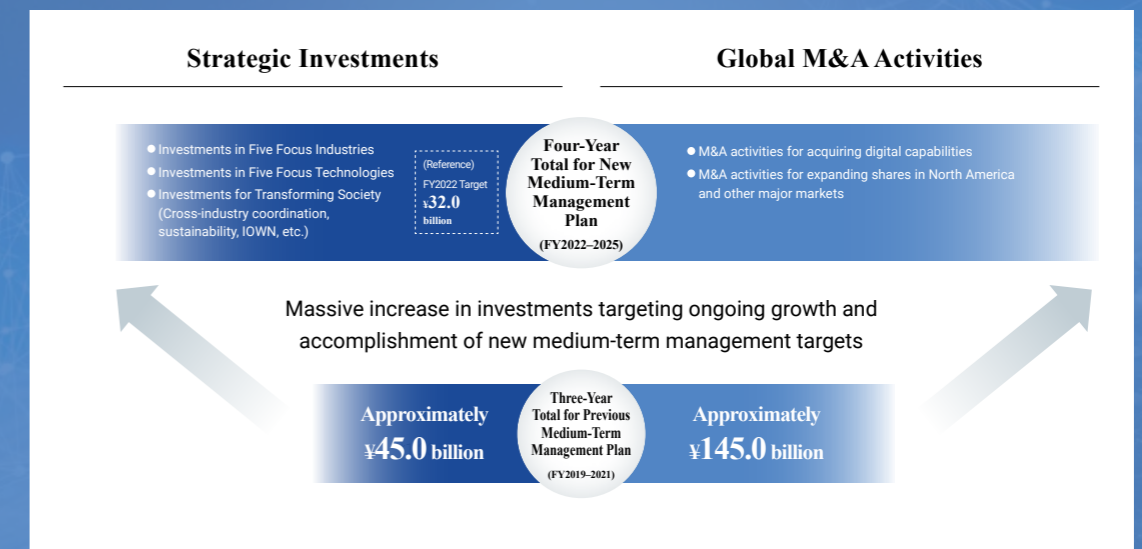 Strategic Investments
Global M&A Activities
● Investments in Five Focus Industries
● Investments in Five Focus Technologies
● Investments for Transforming Society
(Cross-industry coordination,
sustainability, IOWN, etc.)
(Reference)
FY2022 Target
¥32.0
billion
Four-Year
Total for New
Medium-Term
Management
Plan
(FY2022–2025)
● M&A activities for acquiring digital capabilities
● M&A activities for expanding shares in North America
and other major markets
Massive increase in investments targeting ongoing growth and
accomplishment of new medium-term management targets
Approximately
¥45.0 billion
Three-Year
Total for Previous
Medium-Term
Management Plan
(FY2019–2021)
Approximately
¥145.0 billion